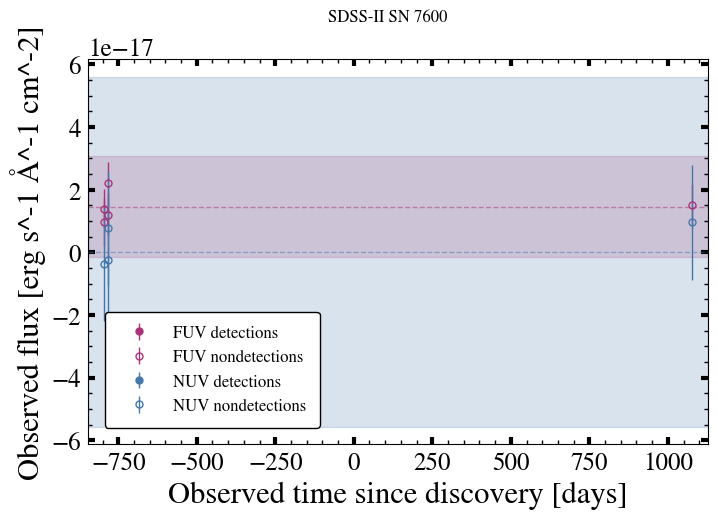 SDSS-II SN 7600
1e−17
6
4
2
0
−2
−4
−6
Observed flux [erg s^-1 Å^-1 cm^-2]
FUV detections
FUV nondetections
NUV detections
NUV nondetections
−750 −500 −250 0 250 500 750 1000
Observed time since discovery [days]